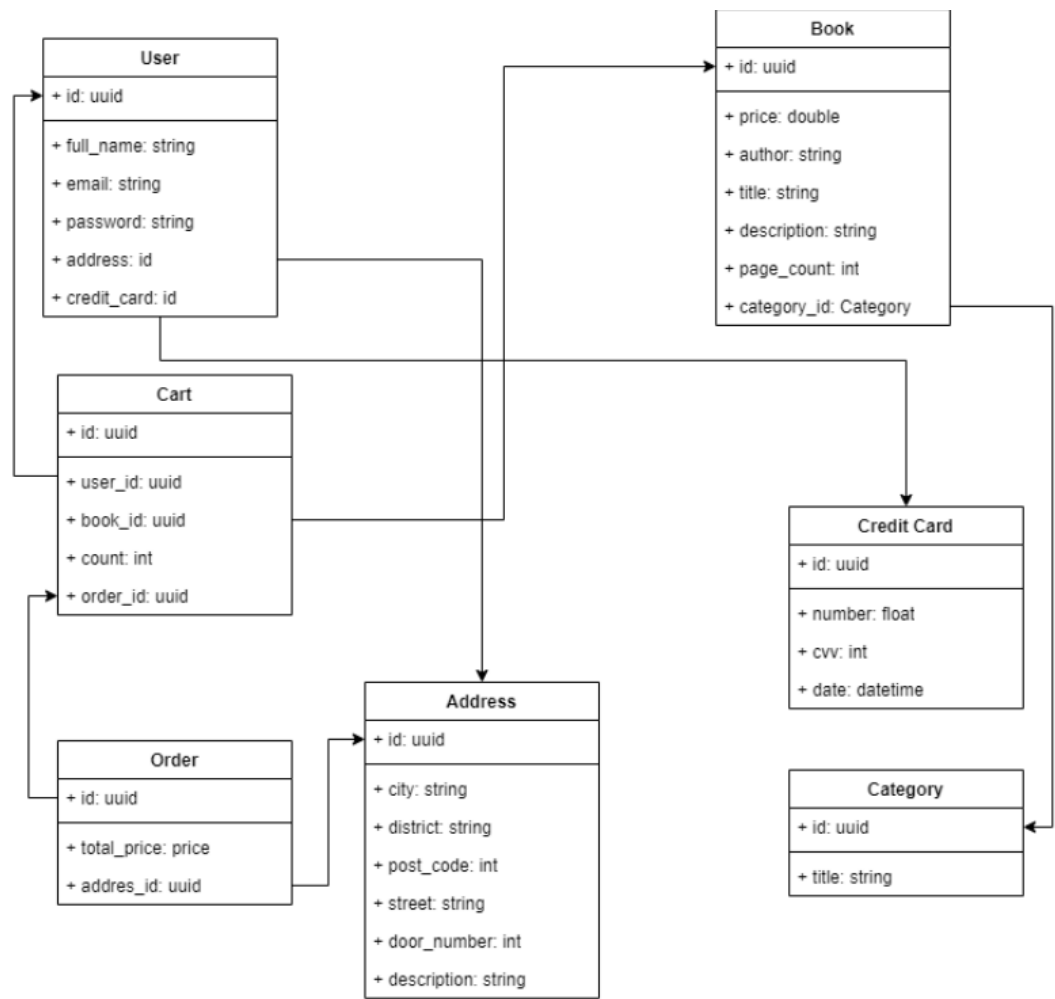 User
+ id: uuid
+ full_name: string
+ email: string
+ password: string
+ address: id
+ credit_card: id
Book
+ id: uuid
+ price: double
+ author: string
+ title: string
+ description: string
+ page_count: int
+ category_id: Category
Cart
+ id: uuid
+ user_id: uuid
+ book_id: uuid
+ count: int
+ order_id: uuid
Credit Card
+ id: uuid
+ number: float
+ cvv: int
+ date: datetime
Order
+ id: uuid
+ total_price: price
+ addres_id: uuid
Address
+ id: uuid
+ city: string
+ district: string
+ post_code: int
+ street: string
+ door_number: int
+ description: string
Category
+ id: uuid
+ title: string